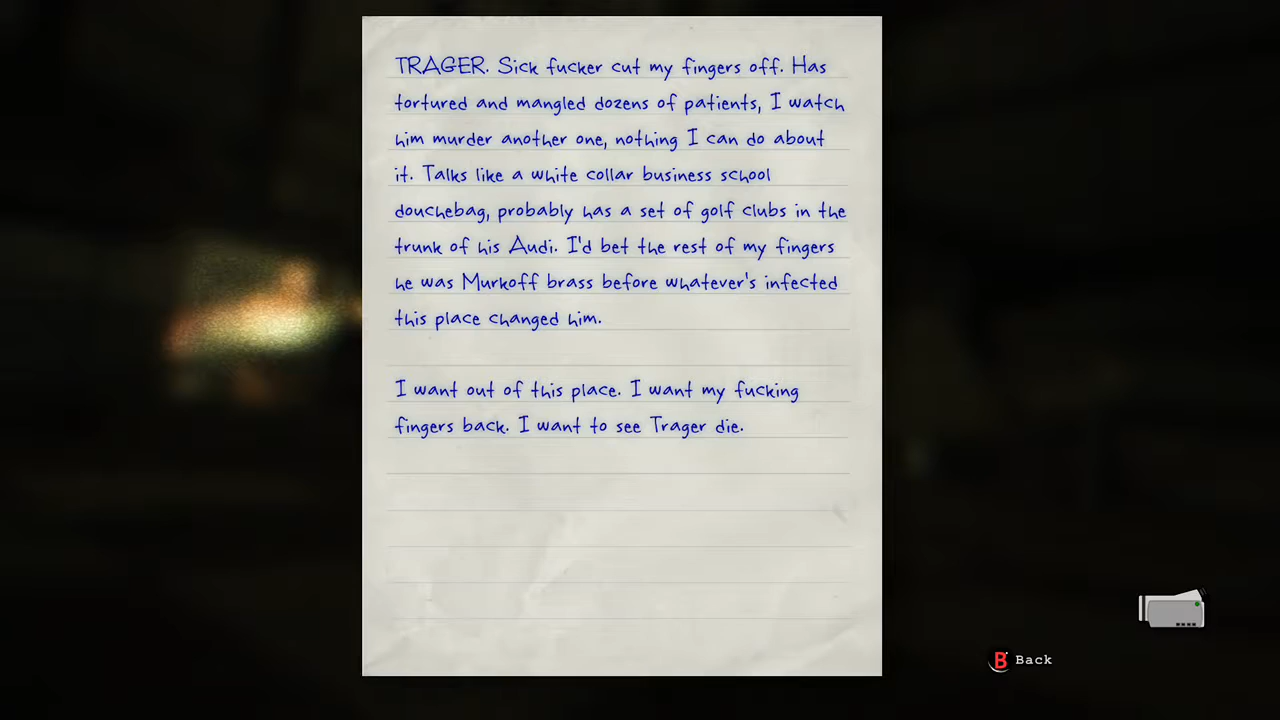 TRAGER. Sick fucker cut my fingers off. Has
tortured and mangled dozens of patients, I watch
him murder another one, nothing I can do about
it. Talks like a white collar business school
douchebag, probably has a set of golf clubs in the
trunk of his Audi. I'd bet the rest of my fingers
he was Murkoff brass before whatever's infected
this place changed him.
I want out of this place. I want my fucking
fingers back. I want to see Trager die.
B Back